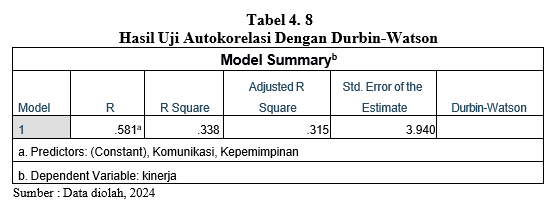 Tabel 4. 8
Hasil Uji Autokorelasi Dengan Durbin-Watson
Model Summaryᵇ
Model R R Square Adjusted R Square Std. Error of the Estimate Durbin-Watson
1 .581ᵃ .338 .315 3.940
a. Predictors: (Constant), Komunikasi, Kepemimpinan
b. Dependent Variable: kinerja
Sumber : Data diolah, 2024